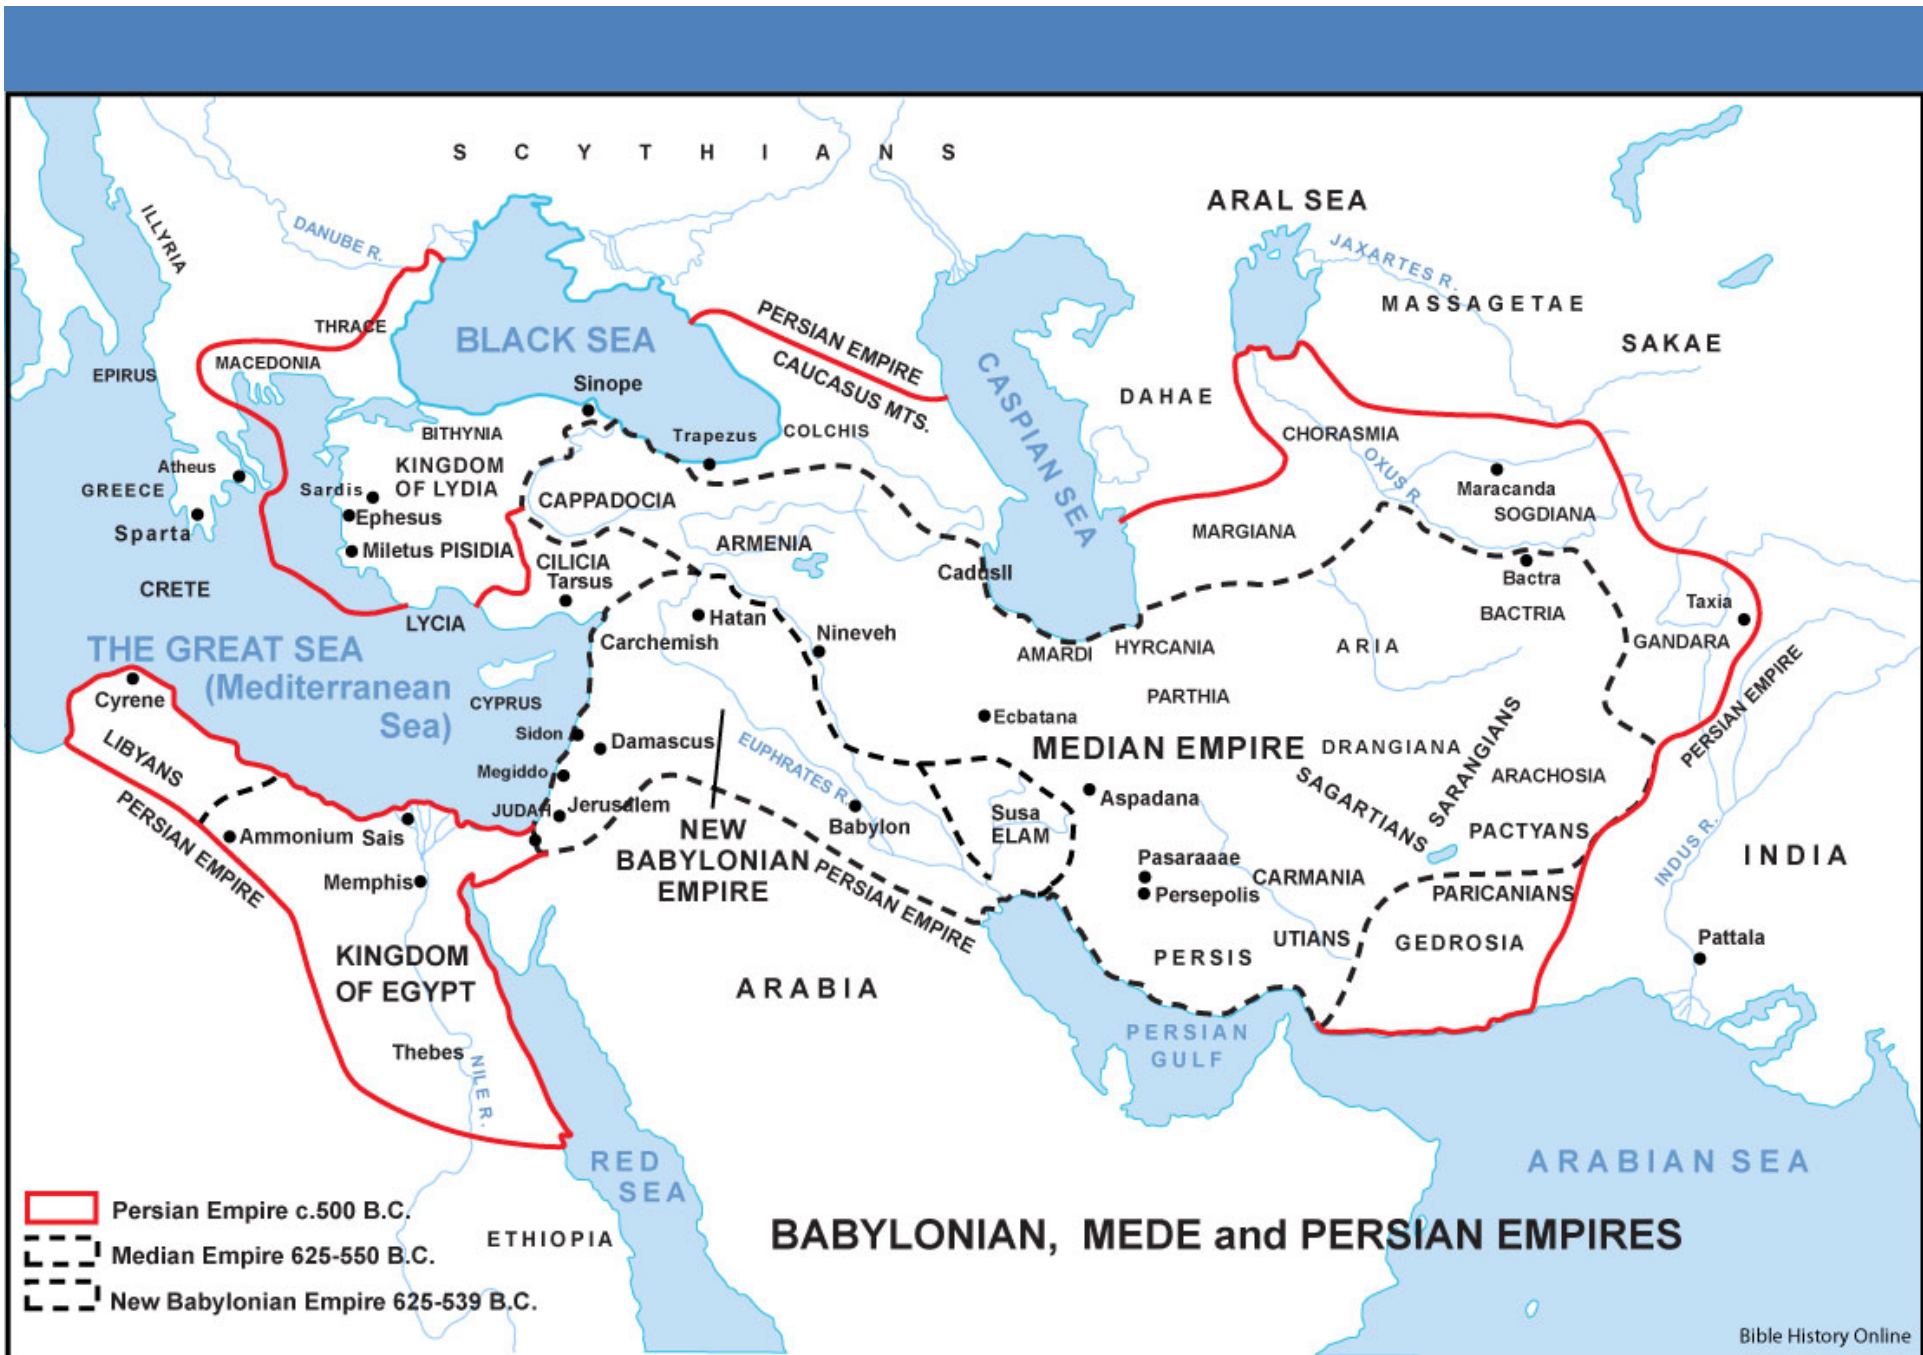 SCYTHIANS
ARAL SEA
ILLYRIA
DANUBE R.
JAXARTES R.
MASSAGETAE
SAKAE
THRACE
BLACK SEA
PERSIAN EMPIRE
CAUCASUS MTS.
CASPIAN SEA
MACEDONIA
EPIRUS
Sinope
DAHAE
BITHYNIA
Trapezus
COLCHIS
CHORASMIA
OXUS R.
Atheus
GREECE
KINGDOM
OF LYDIA
Sardis
CAPPADOCIA
Maracanda
SOGDIANA
Ephesus
Sparta
Miletus PISIDIA
ARMENIA
MARGIANA
CILICIA
Tarsus
CadusII
Bactra
BACTRIA
CRETE
LYCIA
Hatan
Carchemish
Nineveh
AMARDI
HYRCANIA
ARIA
Taxia
GANDARA
THE GREAT SEA
(Mediterranean
Sea)
Cyrene
CYPRUS
PARTHIA
PERSIAN EMPIRE
LIBYANS
Sidon
Damascus
EUPHRATES R.
Ecbatana
MEDIAN EMPIRE
DRANGIANA
SARANGIANS
SAGARTIANS
ARACHOSIA
Megiddo
JUDAH
Jerusalem
Aspadana
PERSIAN EMPIRE
Ammonium
Sais
NEW
BABYLONIAN
EMPIRE
Babylon
Susa
ELAM
PACTYANS
INDUS R.
INDIA
Memphis
PERSIAN EMPIRE
Pasaraaae
Persepolis
CARMANIA
PARICANIANS
KINGDOM
OF EGYPT
ARABIA
PERSIS
UTIANS
GEDROSIA
Pattala
Thebes
NILE R.
PERSIAN
GULF
RED
SEA
ARABIAN SEA
Persian Empire c.500 B.C.
Median Empire 625-550 B.C.
New Babylonian Empire 625-539 B.C.
ETHIOPIA
BABYLONIAN, MEDE and PERSIAN EMPIRES
Bible History Online